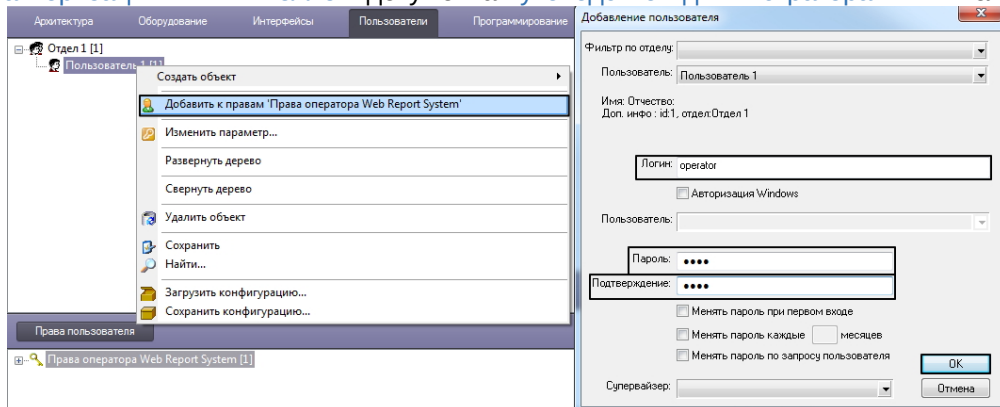 Архитектура Оборудование Интерфейсы Пользователи Программирование
Отдел 1 [1]
Пользователь 1 [1]
Создать объект
Добавить к правам 'Права оператора Web Report System'
Изменить параметр...
Развернуть дерево
Свернуть дерево
Удалить объект
Сохранить
Найти...
Загрузить конфигурацию...
Сохранить конфигурацию...
Права пользователя
Права оператора Web Report System [1]
Добавление пользователя
Фильтр по отделу:
Пользователь: Пользователь 1
Имя: Отчество:
Доп. инфо : id:1, отдел:Отдел 1
Логин: operator
Авторизация Windows
Пользователь:
Пароль: ••••
Подтверждение: ••••
Менять пароль при первом входе
Менять пароль каждые месяцев
Менять пароль по запросу пользователя
OK
Супервайзер:
Отмена